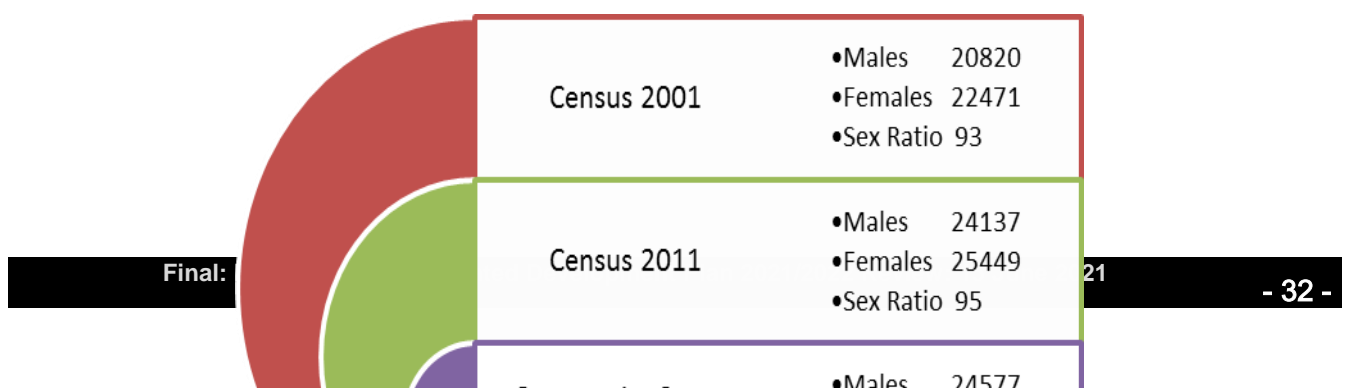 Census 2001
•Males 20820
•Females 22471
•Sex Ratio 93
Census 2011
•Males 24137
•Females 25449
•Sex Ratio 95
Final:
21
- 32 -
•Males 24577